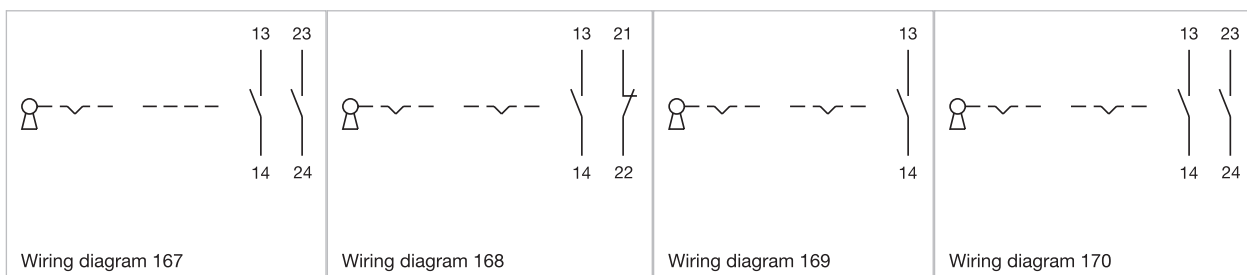 13 23 13 21 13 13 23
14 24 14 22 14 14 24
Wiring diagram 167 Wiring diagram 168 Wiring diagram 169 Wiring diagram 170